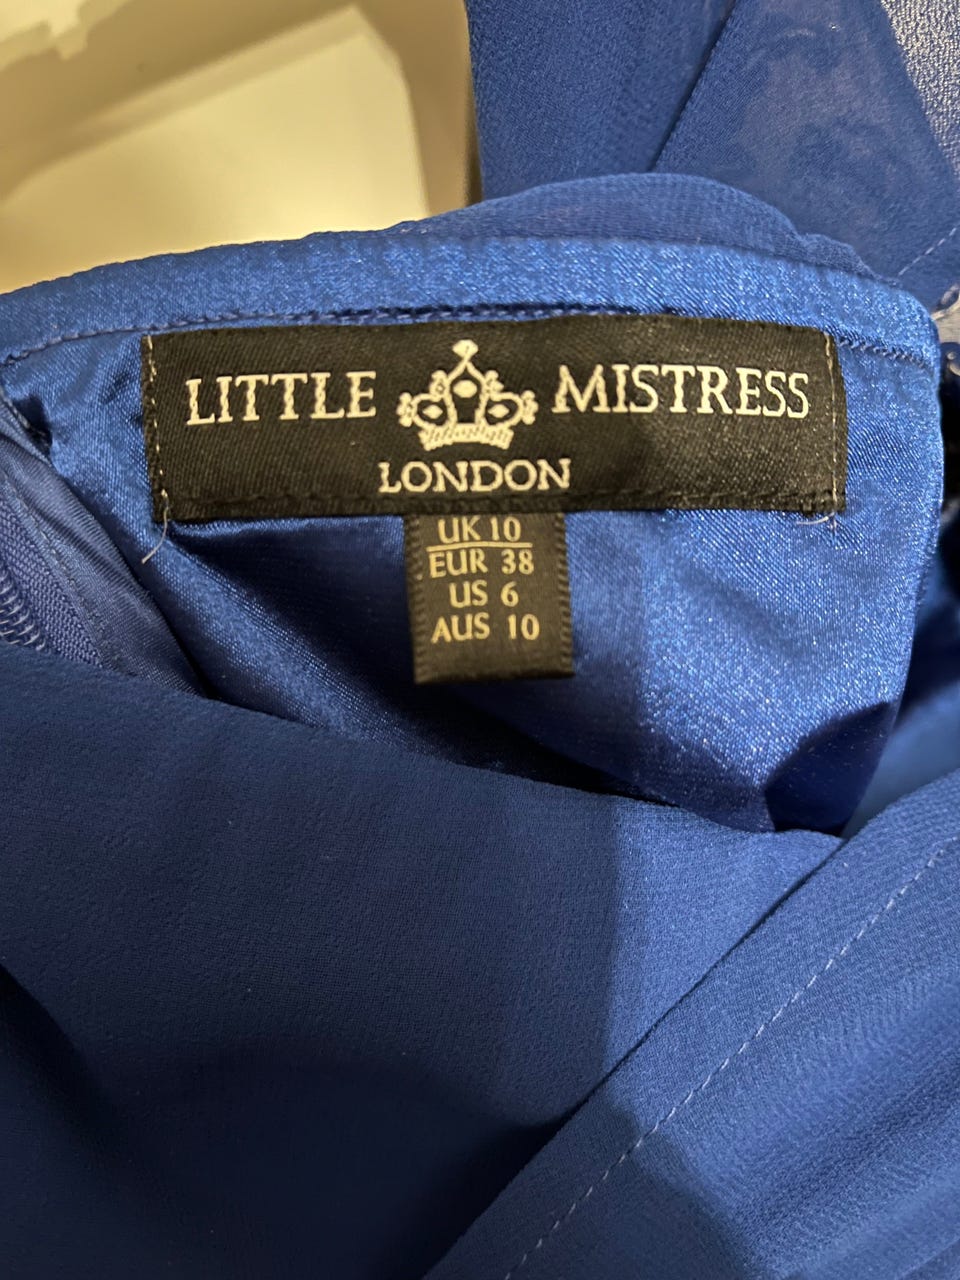 LITTLE MISTRESS
LONDON
UK 10
EUR 38
US 6
AUS 10